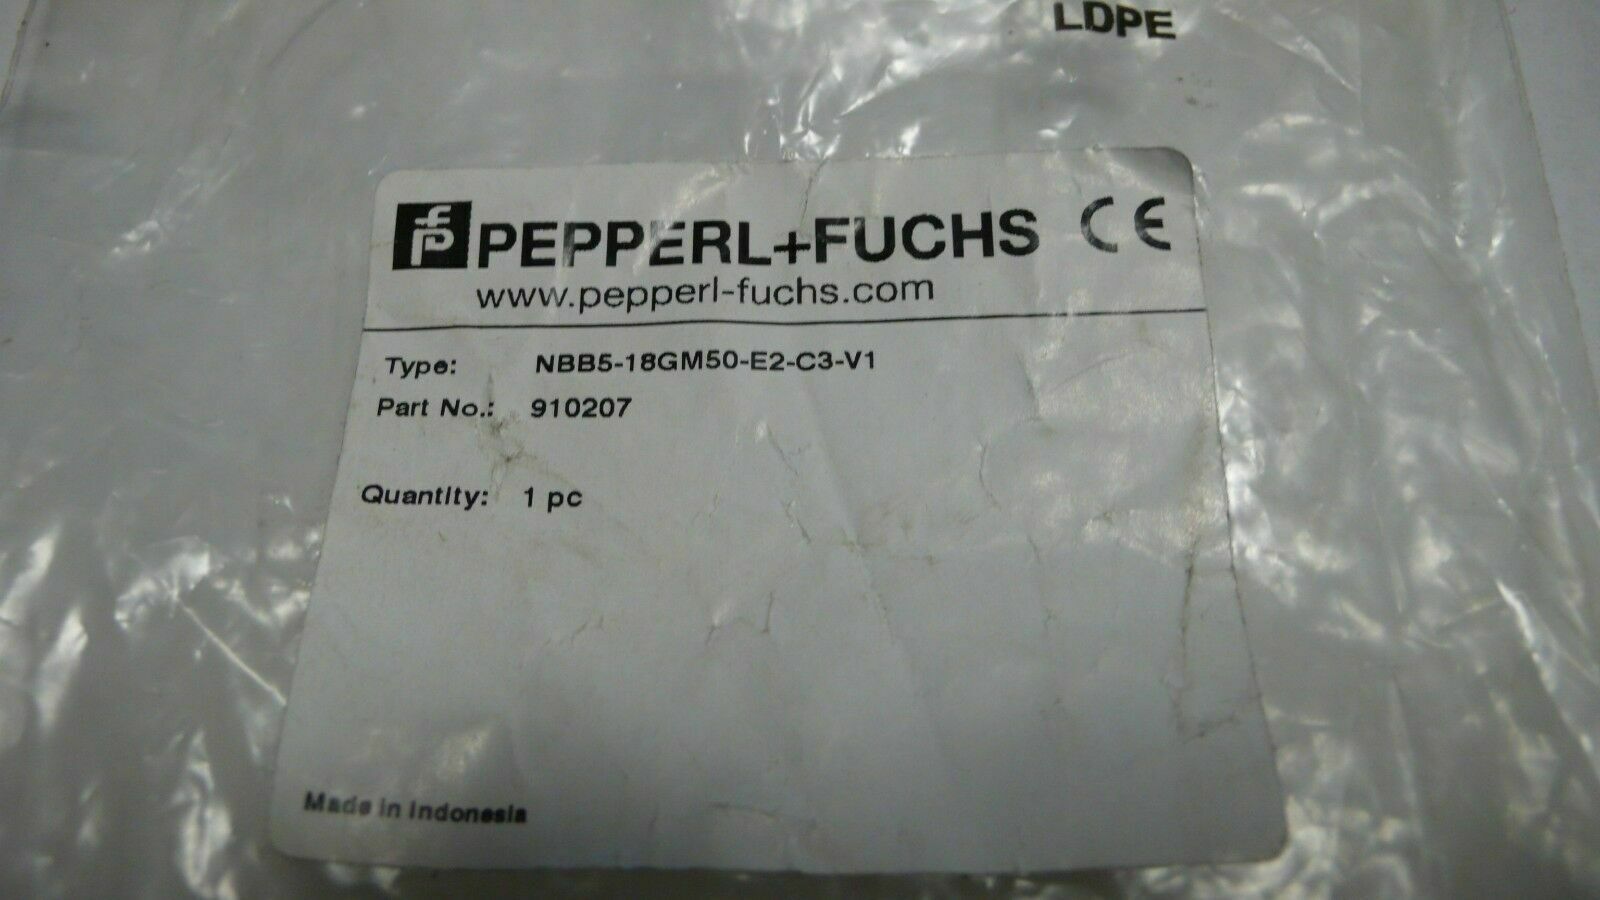 LDPE
PEPPERL+FUCHS CE
www.pepperl-fuchs.com
Type: NBB5-18GM50-E2-C3-V1
Part No.: 910207
Quantity: 1 pc
Made in Indonesia